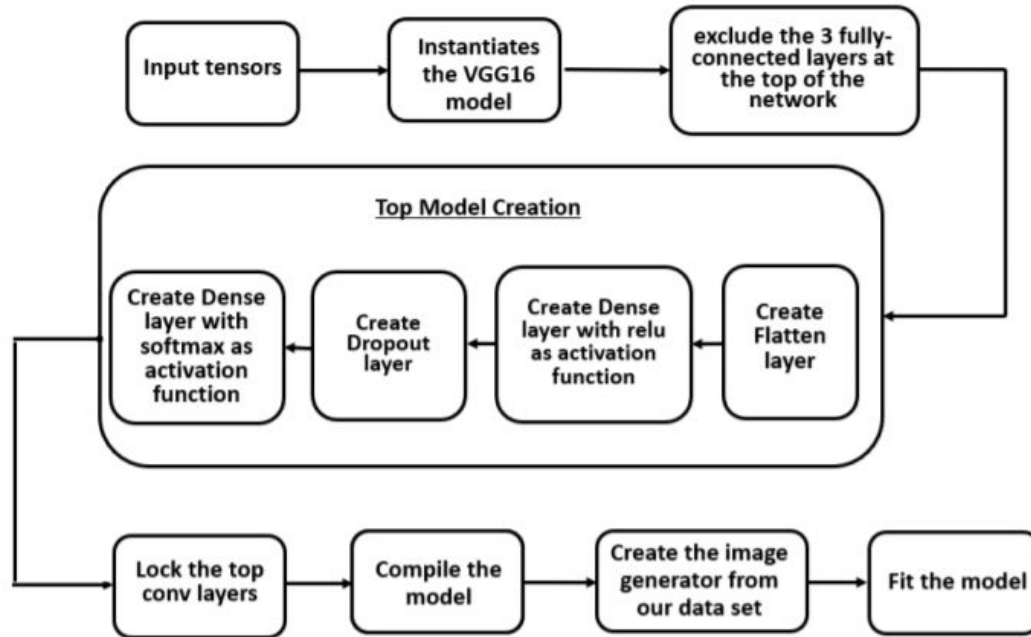 Input tensors
Instantiates
the VGG16
model
exclude the 3 fully-
connected layers at
the top of the
network
Top Model Creation
Create Flatten
layer
Create Dense
layer with relu
as activation
function
Create
Dropout
layer
Create Dense
layer with
softmax as
activation
function
Lock the top
conv layers
Compile the
model
Create the image
generator from
our data set
Fit the model